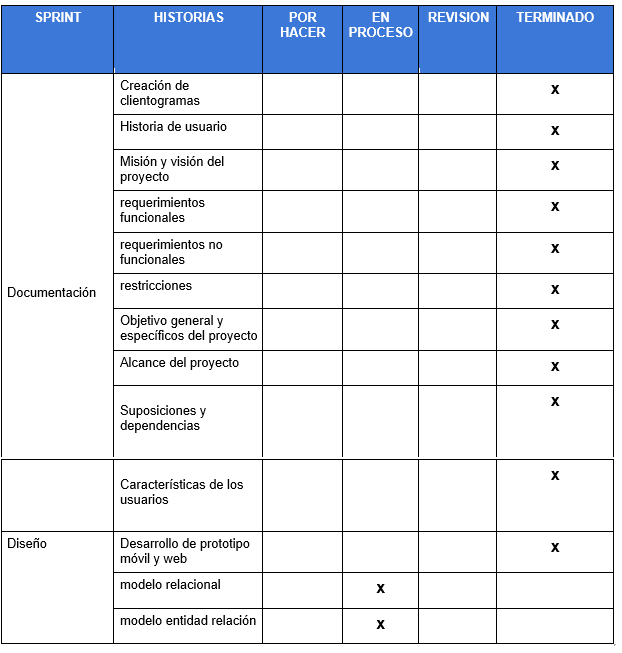 SPRINT HISTORIAS POR HACER EN PROCESO REVISION TERMINADO
Creación de
clientogramas x
Historia de usuario x
Misión y visión del
proyecto x
requerimientos
funcionales x
requerimientos no
funcionales x
Documentación
restricciones x
Objetivo general y
específicos del proyecto x
Alcance del proyecto x
Suposiciones y
dependencias x
Características de los
usuarios x
Diseño Desarrollo de prototipo
móvil y web x
modelo relacional x
modelo entidad relación x